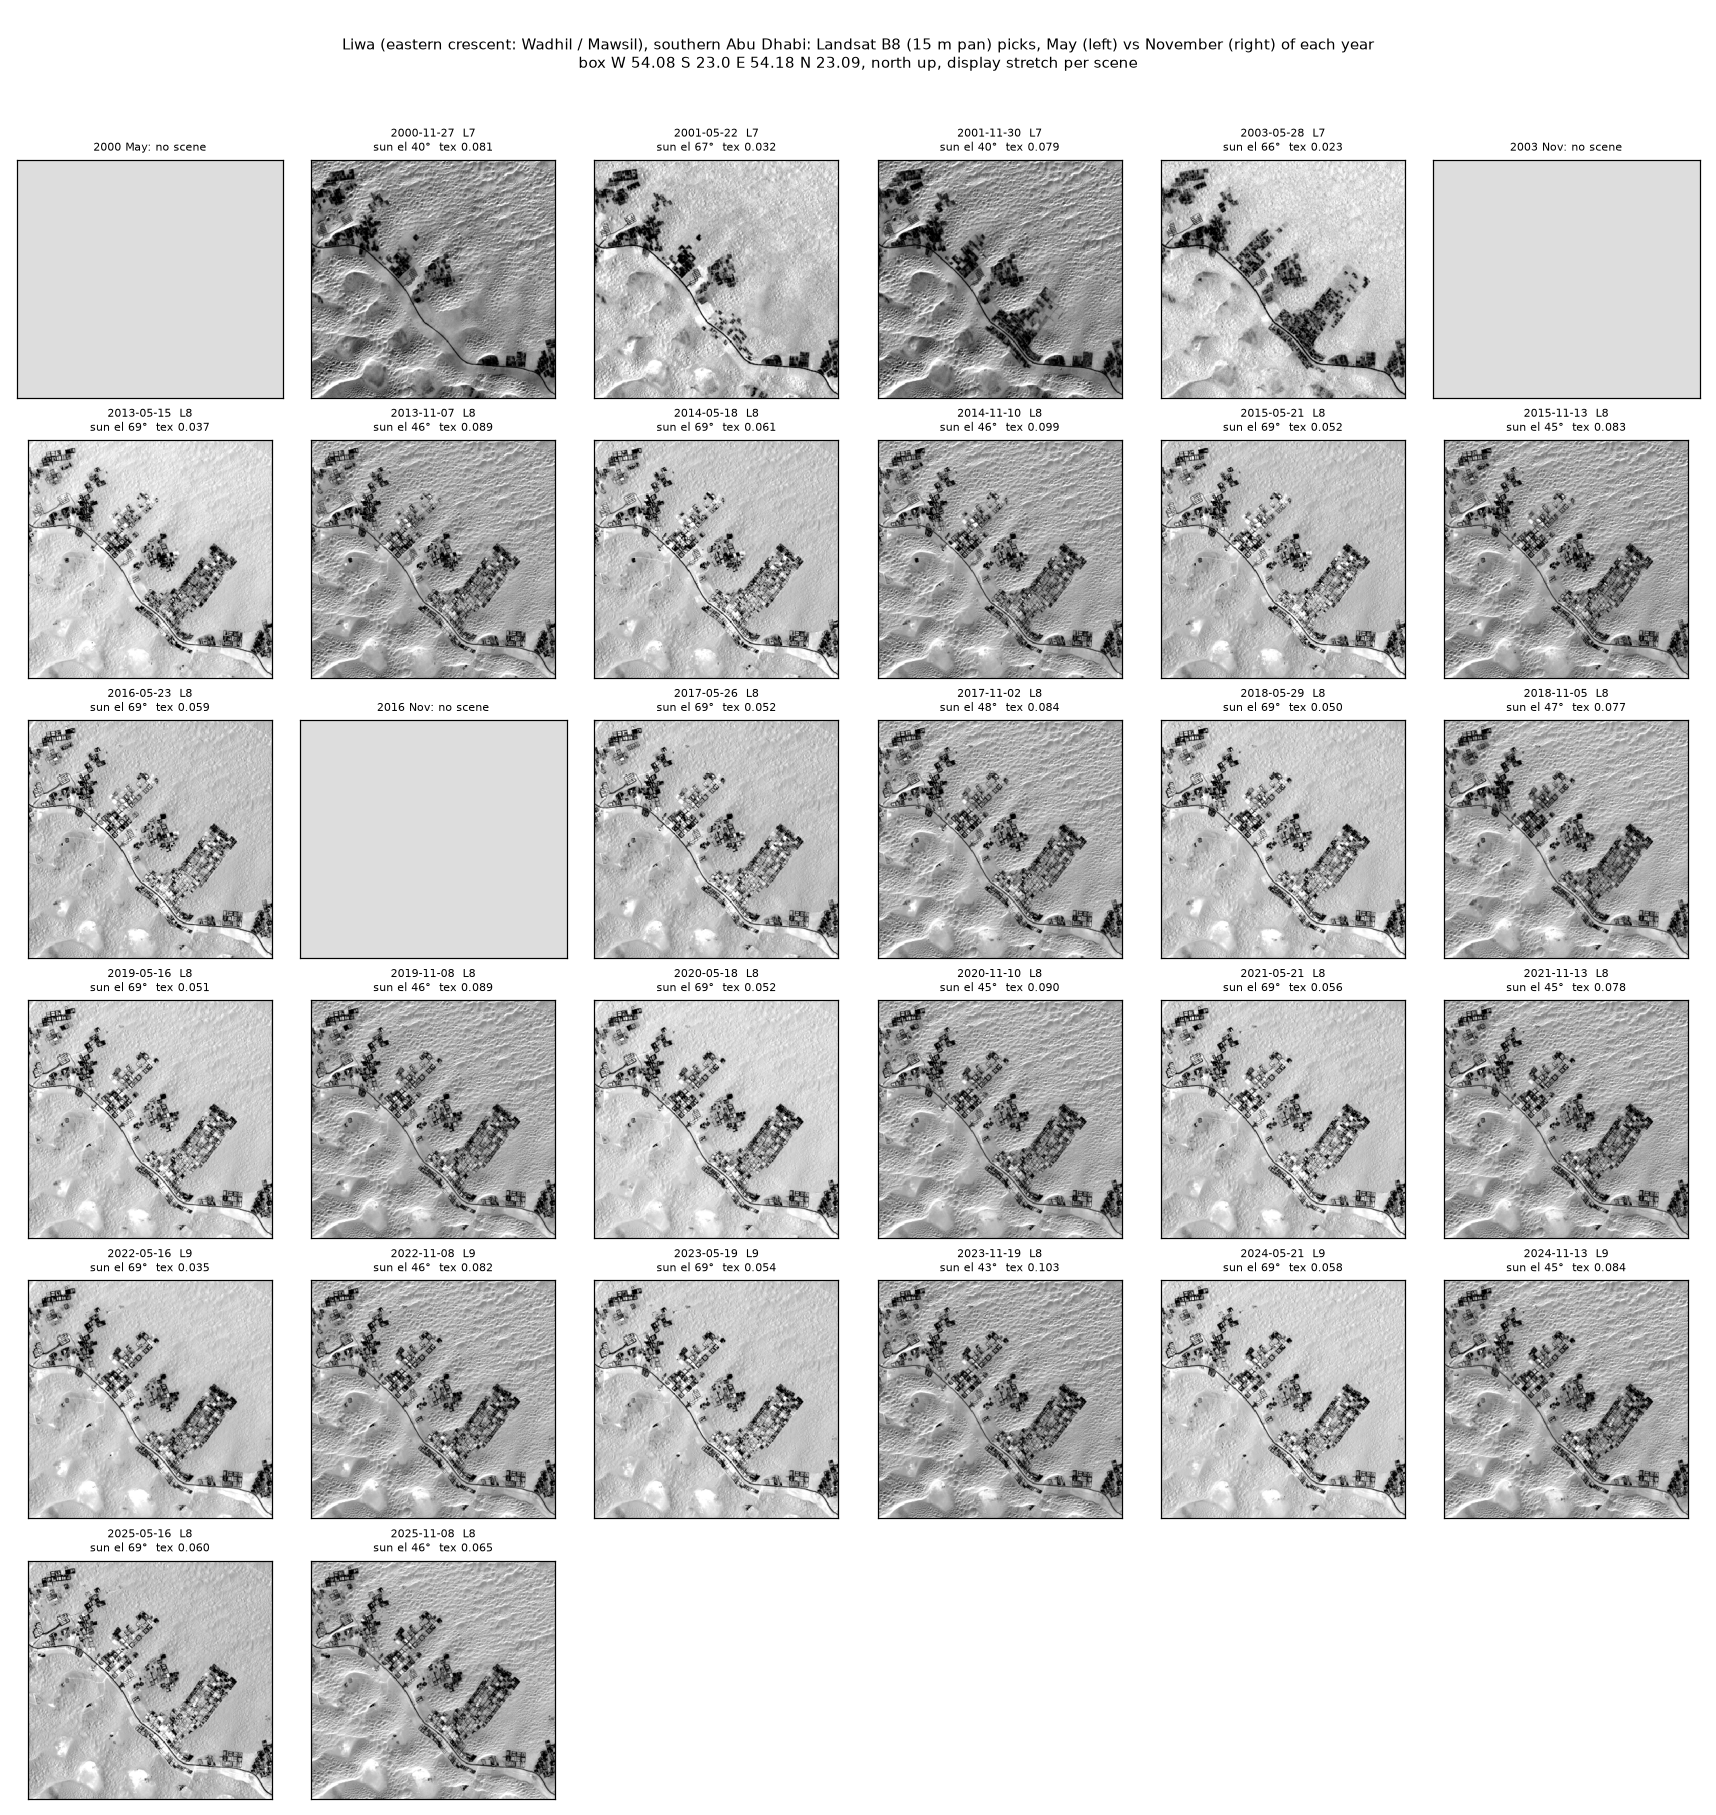 Liwa (eastern crescent: Wadhil / Mawsil), southern Abu Dhabi: Landsat B8 (15 m pan) picks, May (left) vs November (right) of each year
box W 54.08 S 23.0 E 54.18 N 23.09, north up, display stretch per scene
2000 May: no scene
2000-11-27 L7
sun el 40° tex 0.081
2001-05-22 L7
sun el 67° tex 0.032
2001-11-30 L7
sun el 40° tex 0.079
2003-05-28 L7
sun el 66° tex 0.023
2003 Nov: no scene
2013-05-15 L8
sun el 69° tex 0.037
2013-11-07 L8
sun el 46° tex 0.089
2014-05-18 L8
sun el 69° tex 0.061
2014-11-10 L8
sun el 46° tex 0.099
2015-05-21 L8
sun el 69° tex 0.052
2015-11-13 L8
sun el 45° tex 0.083
2016-05-23 L8
sun el 69° tex 0.059
2016 Nov: no scene
2017-05-26 L8
sun el 69° tex 0.052
2017-11-02 L8
sun el 48° tex 0.084
2018-05-29 L8
sun el 69° tex 0.050
2018-11-05 L8
sun el 47° tex 0.077
2019-05-16 L8
sun el 69° tex 0.051
2019-11-08 L8
sun el 46° tex 0.089
2020-05-18 L8
sun el 69° tex 0.052
2020-11-10 L8
sun el 45° tex 0.090
2021-05-21 L8
sun el 69° tex 0.056
2021-11-13 L8
sun el 45° tex 0.078
2022-05-16 L9
sun el 69° tex 0.035
2022-11-08 L9
sun el 46° tex 0.082
2023-05-19 L9
sun el 69° tex 0.054
2023-11-19 L8
sun el 43° tex 0.103
2024-05-21 L9
sun el 69° tex 0.058
2024-11-13 L9
sun el 45° tex 0.084
2025-05-16 L8
sun el 69° tex 0.060
2025-11-08 L8
sun el 46° tex 0.065